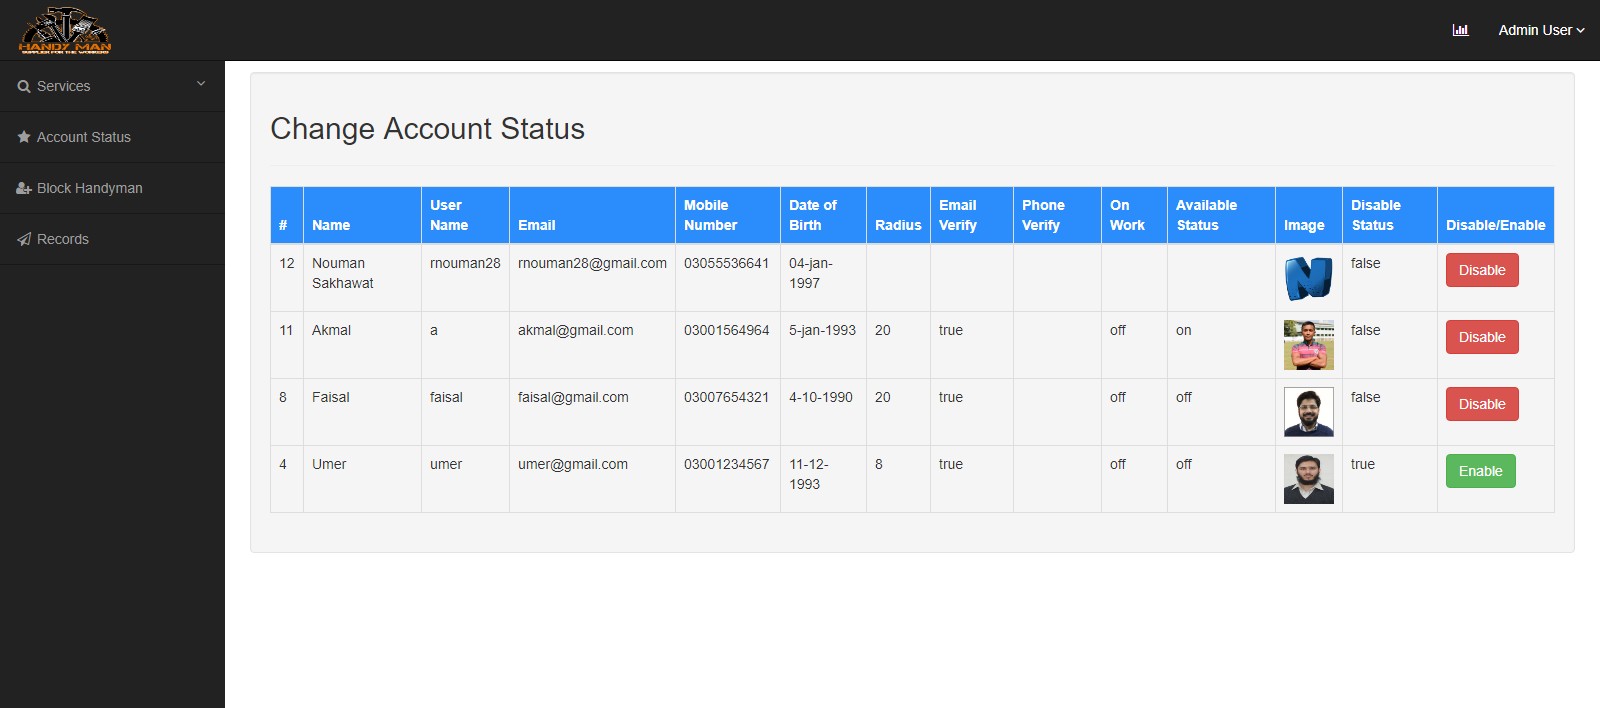 HANDY MAN
SUPPLIER FOR THE WORKERS
Admin User
Services
Account Status
Block Handyman
Records
Change Account Status
# Name User Name Email Mobile Number Date of Birth Radius Email Verify Phone Verify On Work Available Status Image Disable Status Disable/Enable
12 Nouman Sakhawat rnouman28 rnouman28@gmail.com 03055536641 04-jan-1997 false Disable
11 Akmal a akmal@gmail.com 03001564964 5-jan-1993 20 true off on false Disable
8 Faisal faisal faisal@gmail.com 03007654321 4-10-1990 20 true off off false Disable
4 Umer umer umer@gmail.com 03001234567 11-12-1993 8 true off off true Enable